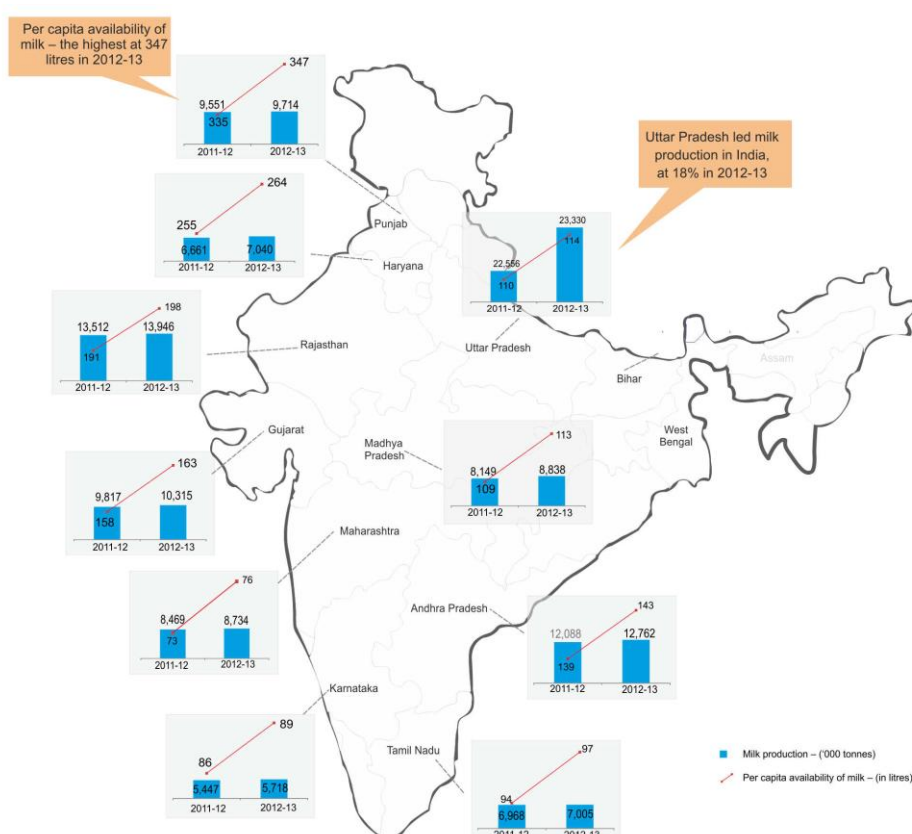 Per capita availability of
milk – the highest at 347
litres in 2012-13
347
9,551
9,714
335
2011-12
2012-13
Uttar Pradesh led milk
production in India,
at 18% in 2012-13
264
255
6,661
7,040
2011-12
2012-13
Punjab
Haryana
23,330
114
22,556
110
2011-12
2012-13
Uttar Pradesh
198
13,512
13,946
191
2011-12
2012-13
Rajasthan
Bihar
Assam
Gujarat
163
9,817
10,315
158
2011-12
2012-13
Madhya
Pradesh
113
8,149
8,838
109
2011-12
2012-13
West
Bengal
Maharashtra
76
8,469
8,734
73
2011-12
2012-13
Andhra Pradesh
143
12,088
12,762
139
2011-12
2012-13
Karnataka
89
86
5,447
5,718
2011-12
2012-13
Tamil Nadu
97
94
6,968
7,005
2011-12
2012-13
Milk production – ('000 tonnes)
Per capita availability of milk – (in litres)